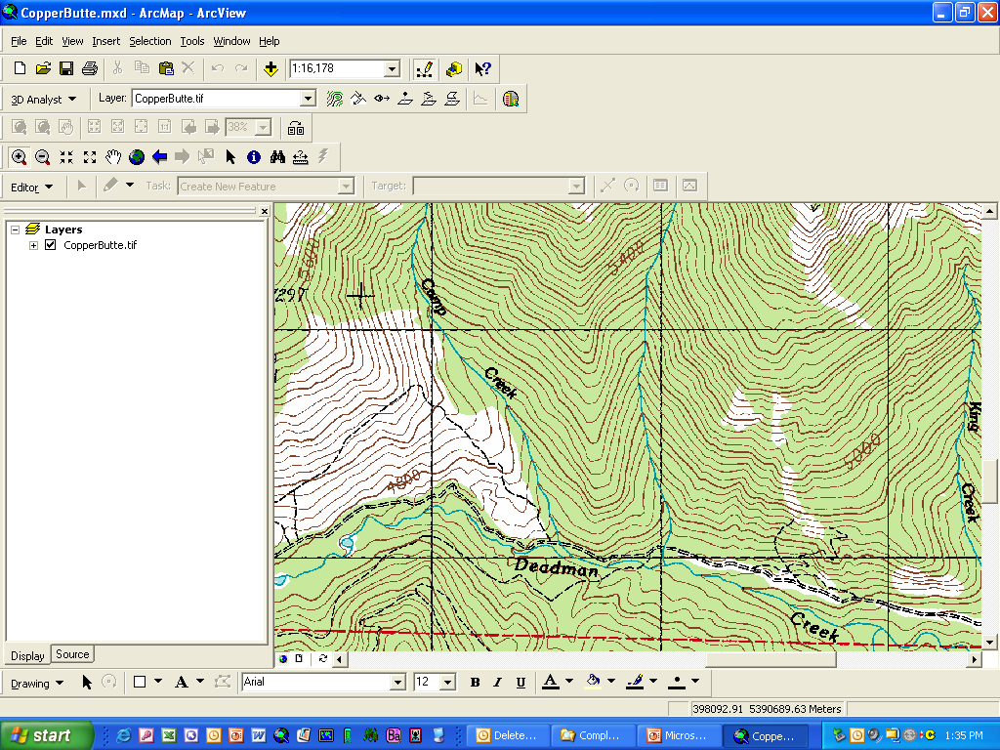 CopperButte.mxd - ArcMap - ArcView
File Edit View Insert Selection Tools Window Help
1:16,178
3D Analyst Layer: CopperButte.tif
1:1 38%
Editor Task: Create New Feature Target:
Layers
CopperButte.tif
5000
5400
7297
Camp
Creek
King
5000
4800
Creek
Deadman
Creek
Display Source
Drawing A Arial 12 B I U A
398092.91 5390689.63 Meters
start Delete... Compl... Micros... Coppe... 1:35 PM